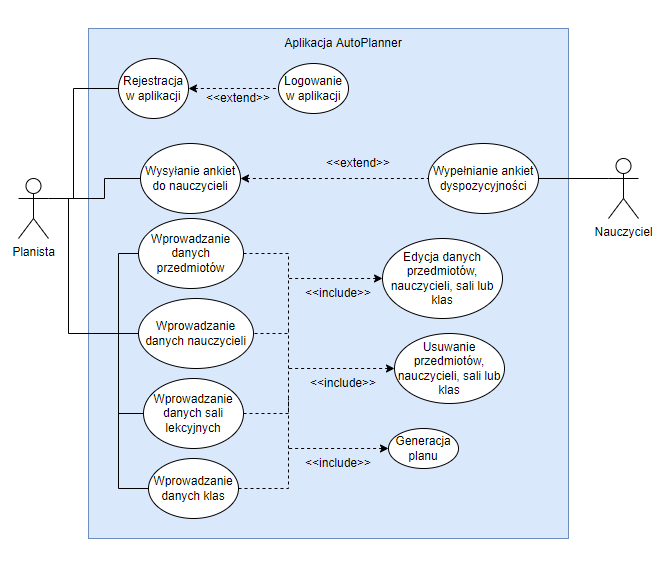 Aplikacja AutoPlanner
Rejestracja
w aplikacji
<<extend>>
Logowanie
w aplikacji
Wysyłanie ankiet
do nauczycieli
<<extend>>
Wypełnianie ankiet
dyspozycyjności
Planista
Nauczyciel
Wprowadzanie
danych
przedmiotów
<<include>>
Edycja danych
przedmiotów,
nauczycieli, sali lub
klas
Wprowadzanie
danych nauczycieli
<<include>>
Usuwanie
przedmiotów,
nauczycieli, sali lub
klas
Wprowadzanie
danych sali
lekcyjnych
<<include>>
Generacja
planu
Wprowadzanie
danych klas